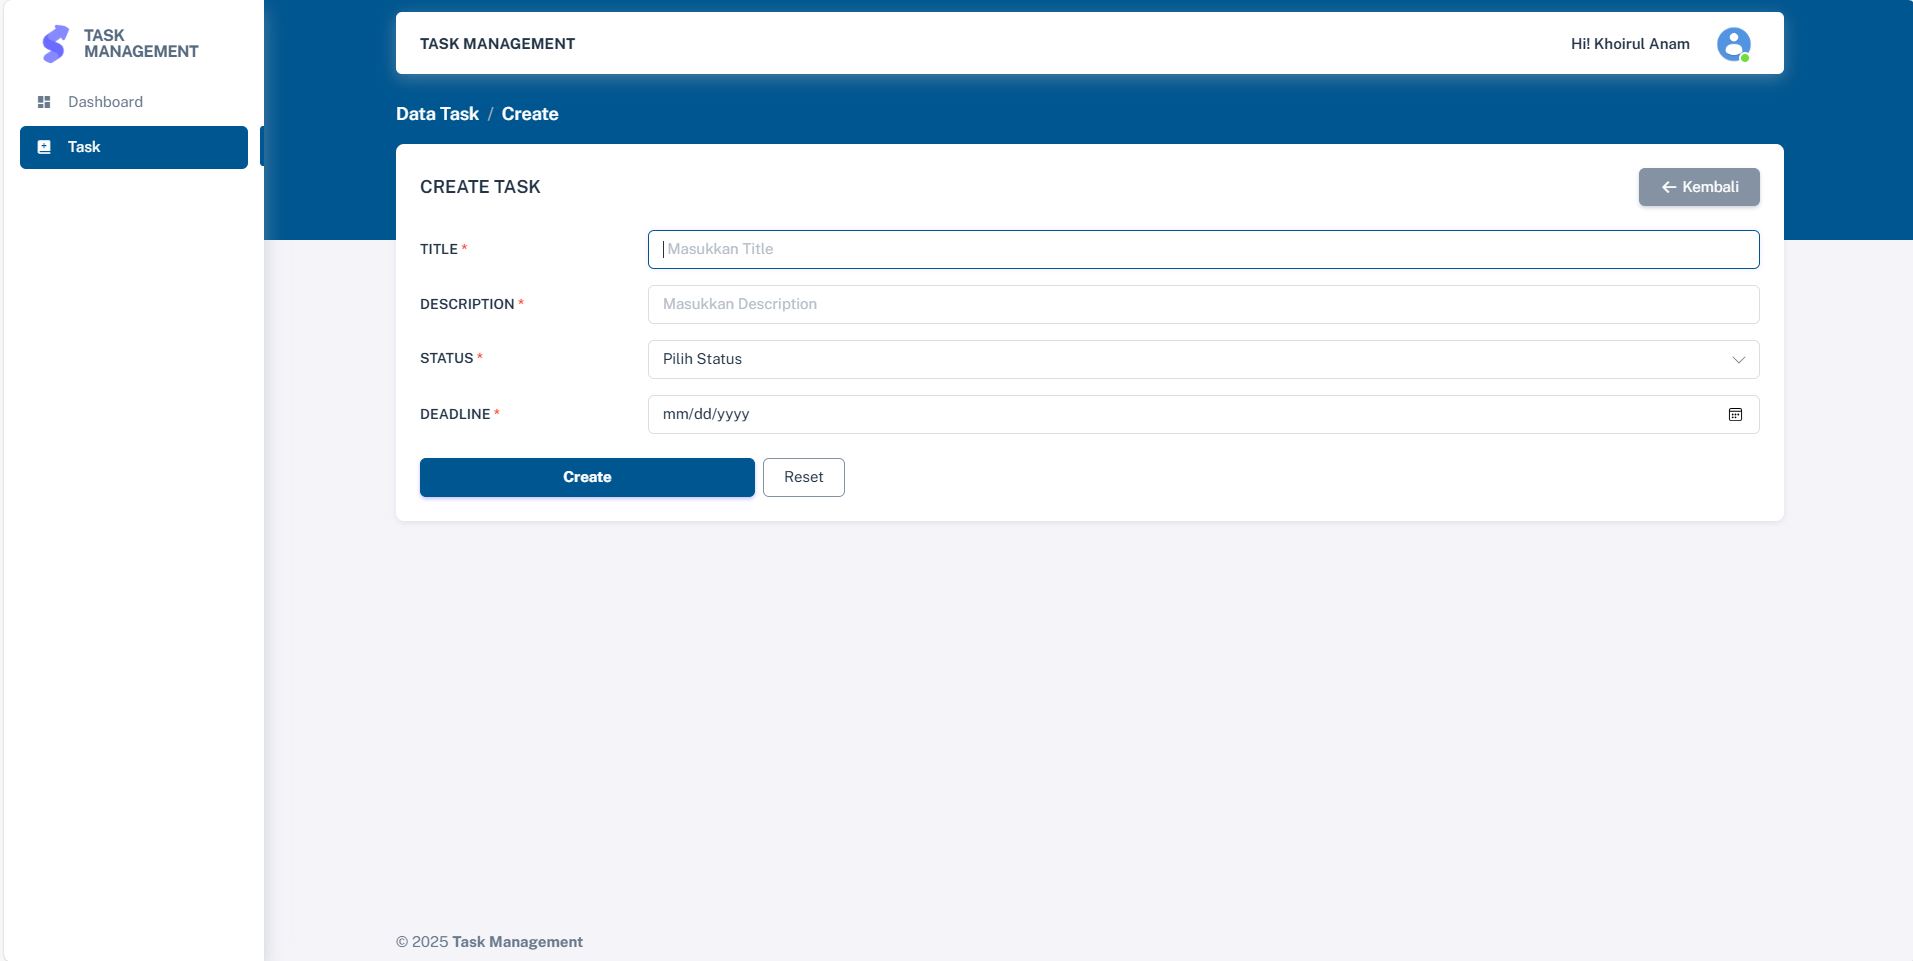 TASK
MANAGEMENT
Dashboard
Task
TASK MANAGEMENT
Hi! Khoirul Anam
Data Task / Create
CREATE TASK
Kembali
TITLE *
Masukkan Title
DESCRIPTION *
Masukkan Description
STATUS *
Pilih Status
DEADLINE *
mm/dd/yyyy
Create
Reset
© 2025 Task Management